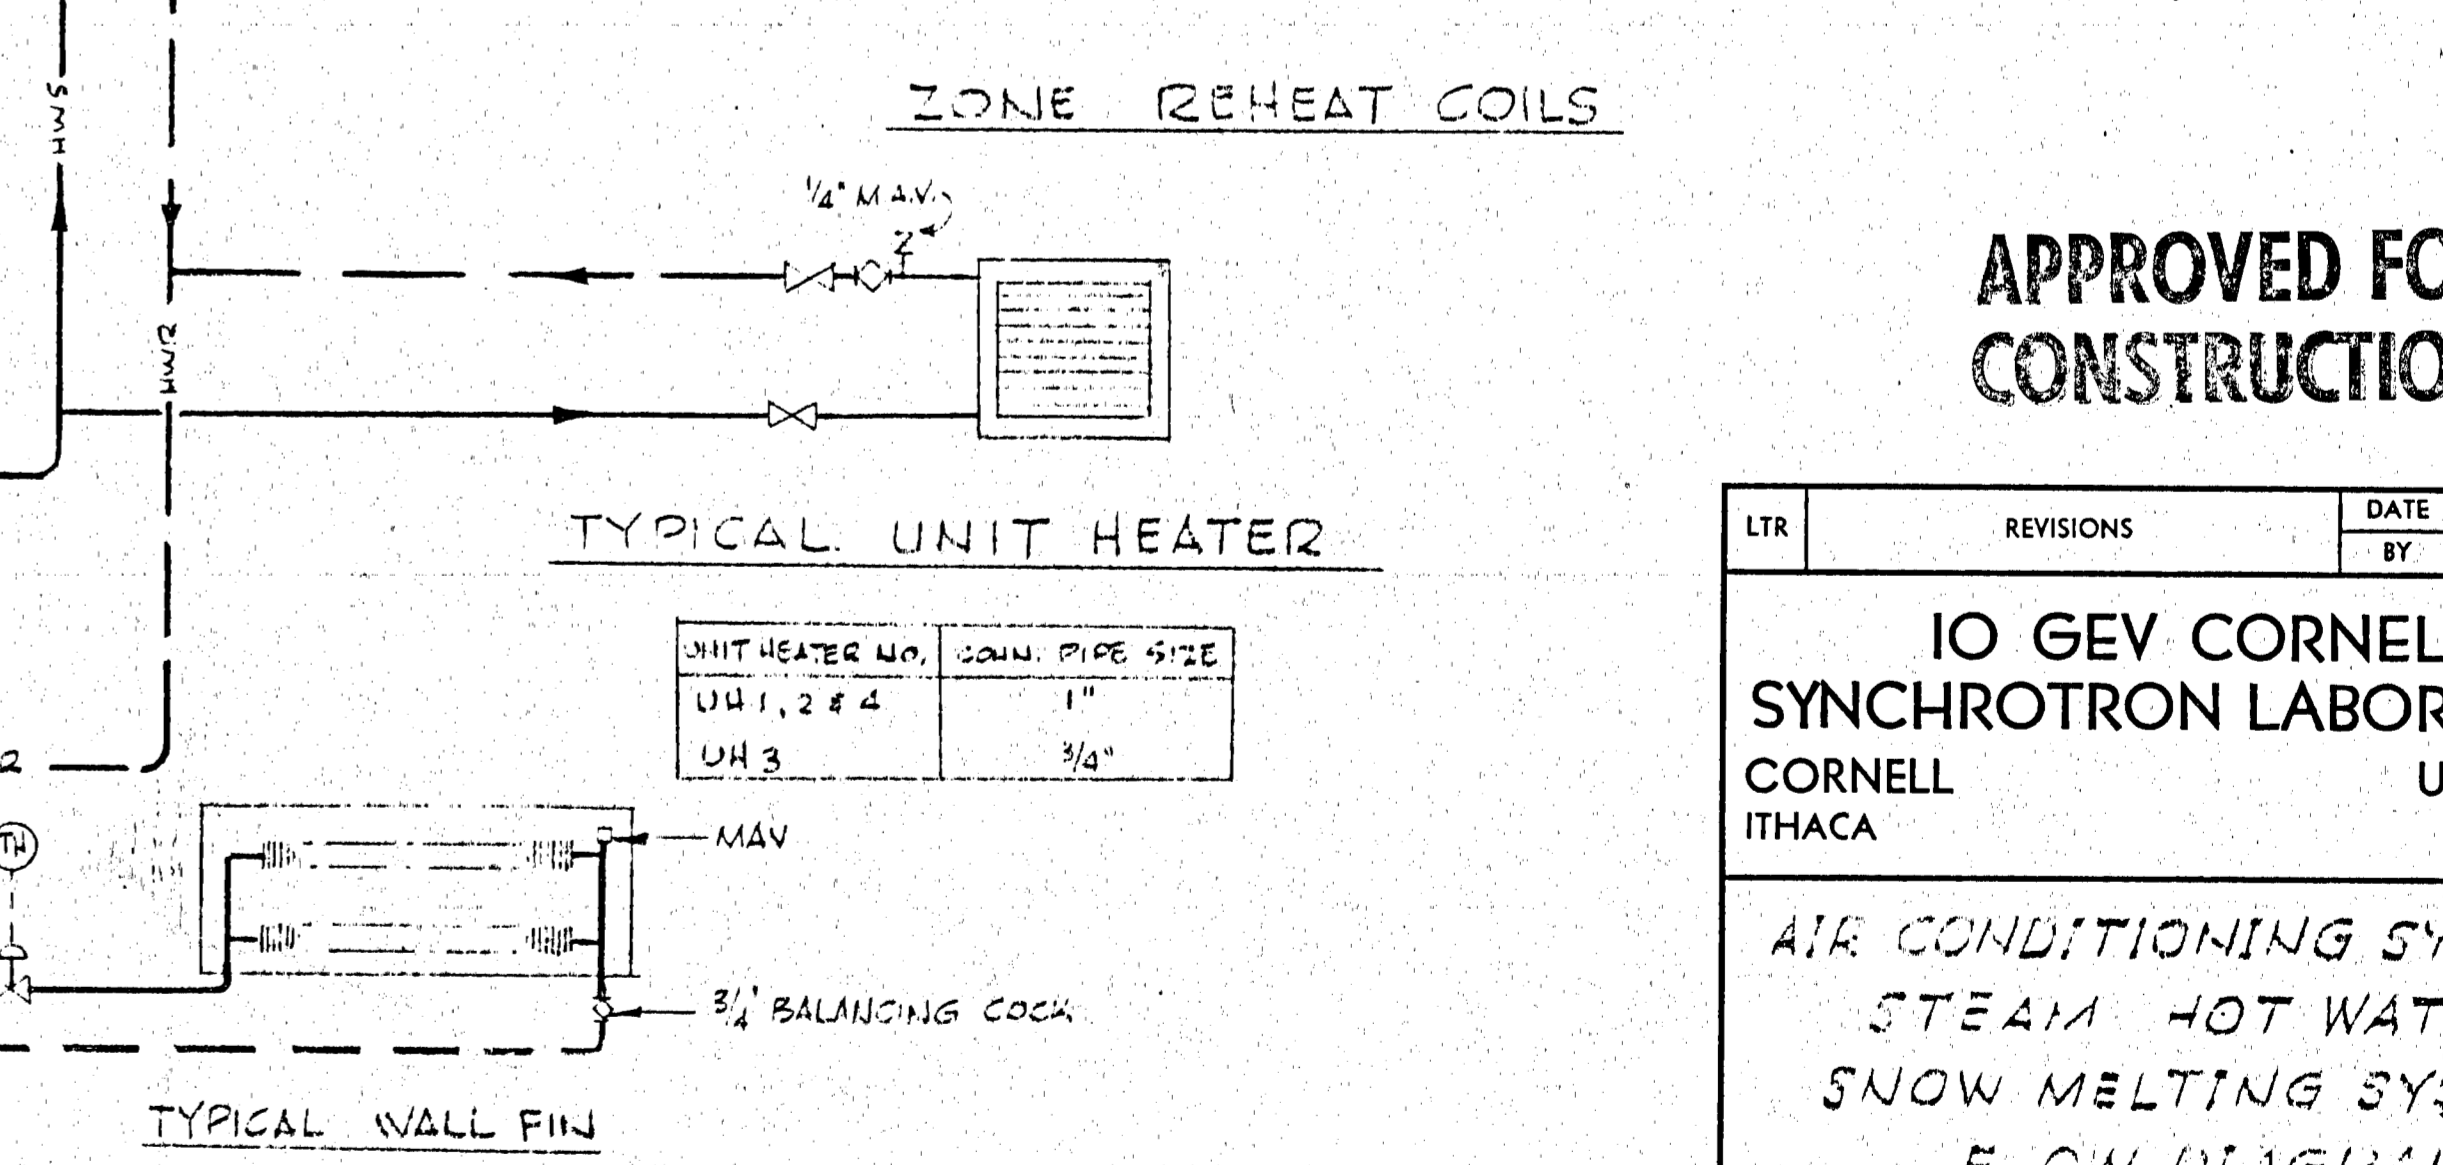 HWS
ZONE REHEAT COILS
1/4" M.A.V.
HWR
TYPICAL UNIT HEATER
UNIT HEATER NO. CONN. PIPE SIZE
UH 1, 2 & 4 1"
UH 3 3/4"
TH
MAV
3/4" BALANCING COCK
TYPICAL WALL FIN
APPROVED FO
CONSTRUCTIO
LTR REVISIONS DATE
BY
10 GEV CORNEL
SYNCHROTRON LABOR
CORNELL U
ITHACA
AIR CONDITIONING SY
STEAM HOT WAT
SNOW MELTING SYS